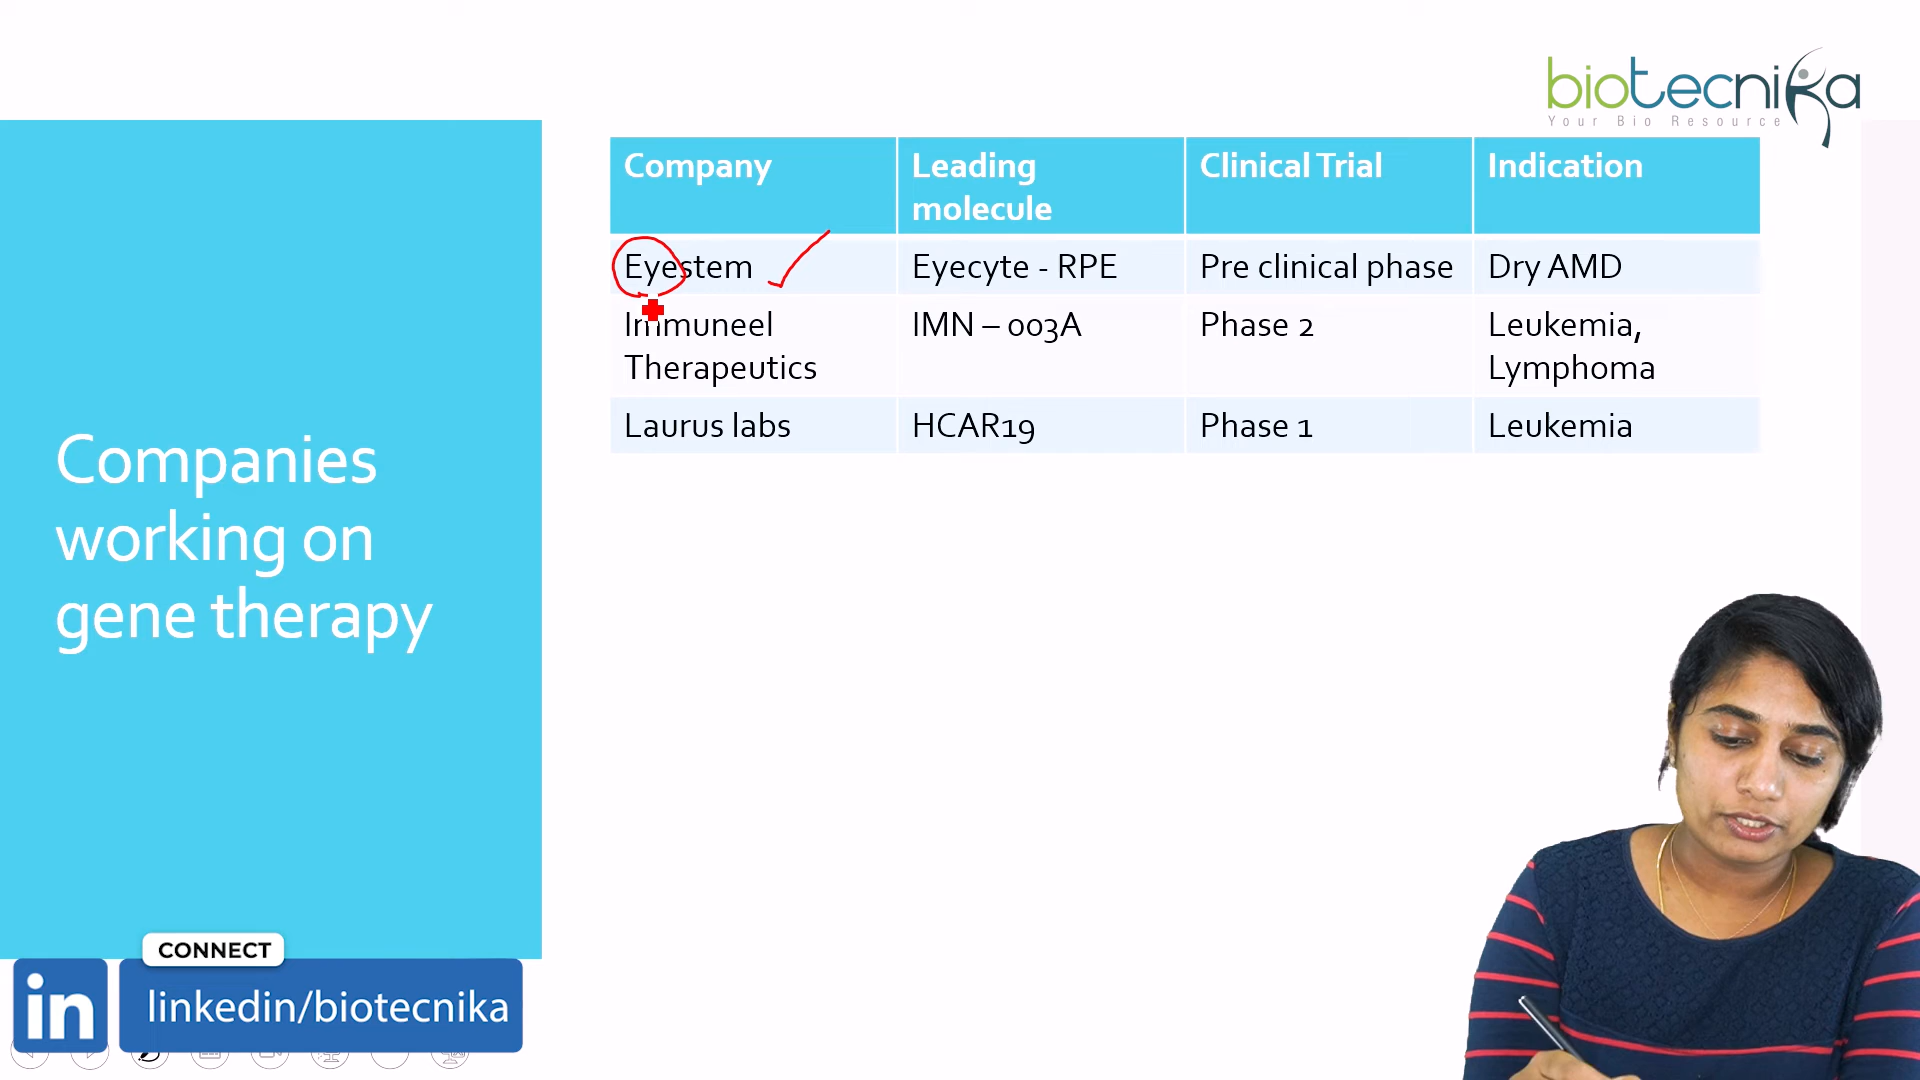 biotecnika
Your Bio Resource
Companies
working on
gene therapy
Company
Leading
molecule
Clinical Trial
Indication
Eyestem
Eyecyte - RPE
Pre clinical phase
Dry AMD
Immuneel
Therapeutics
IMN – 003A
Phase 2
Leukemia,
Lymphoma
Laurus labs
HCAR19
Phase 1
Leukemia
CONNECT
in
linkedin/biotecnika